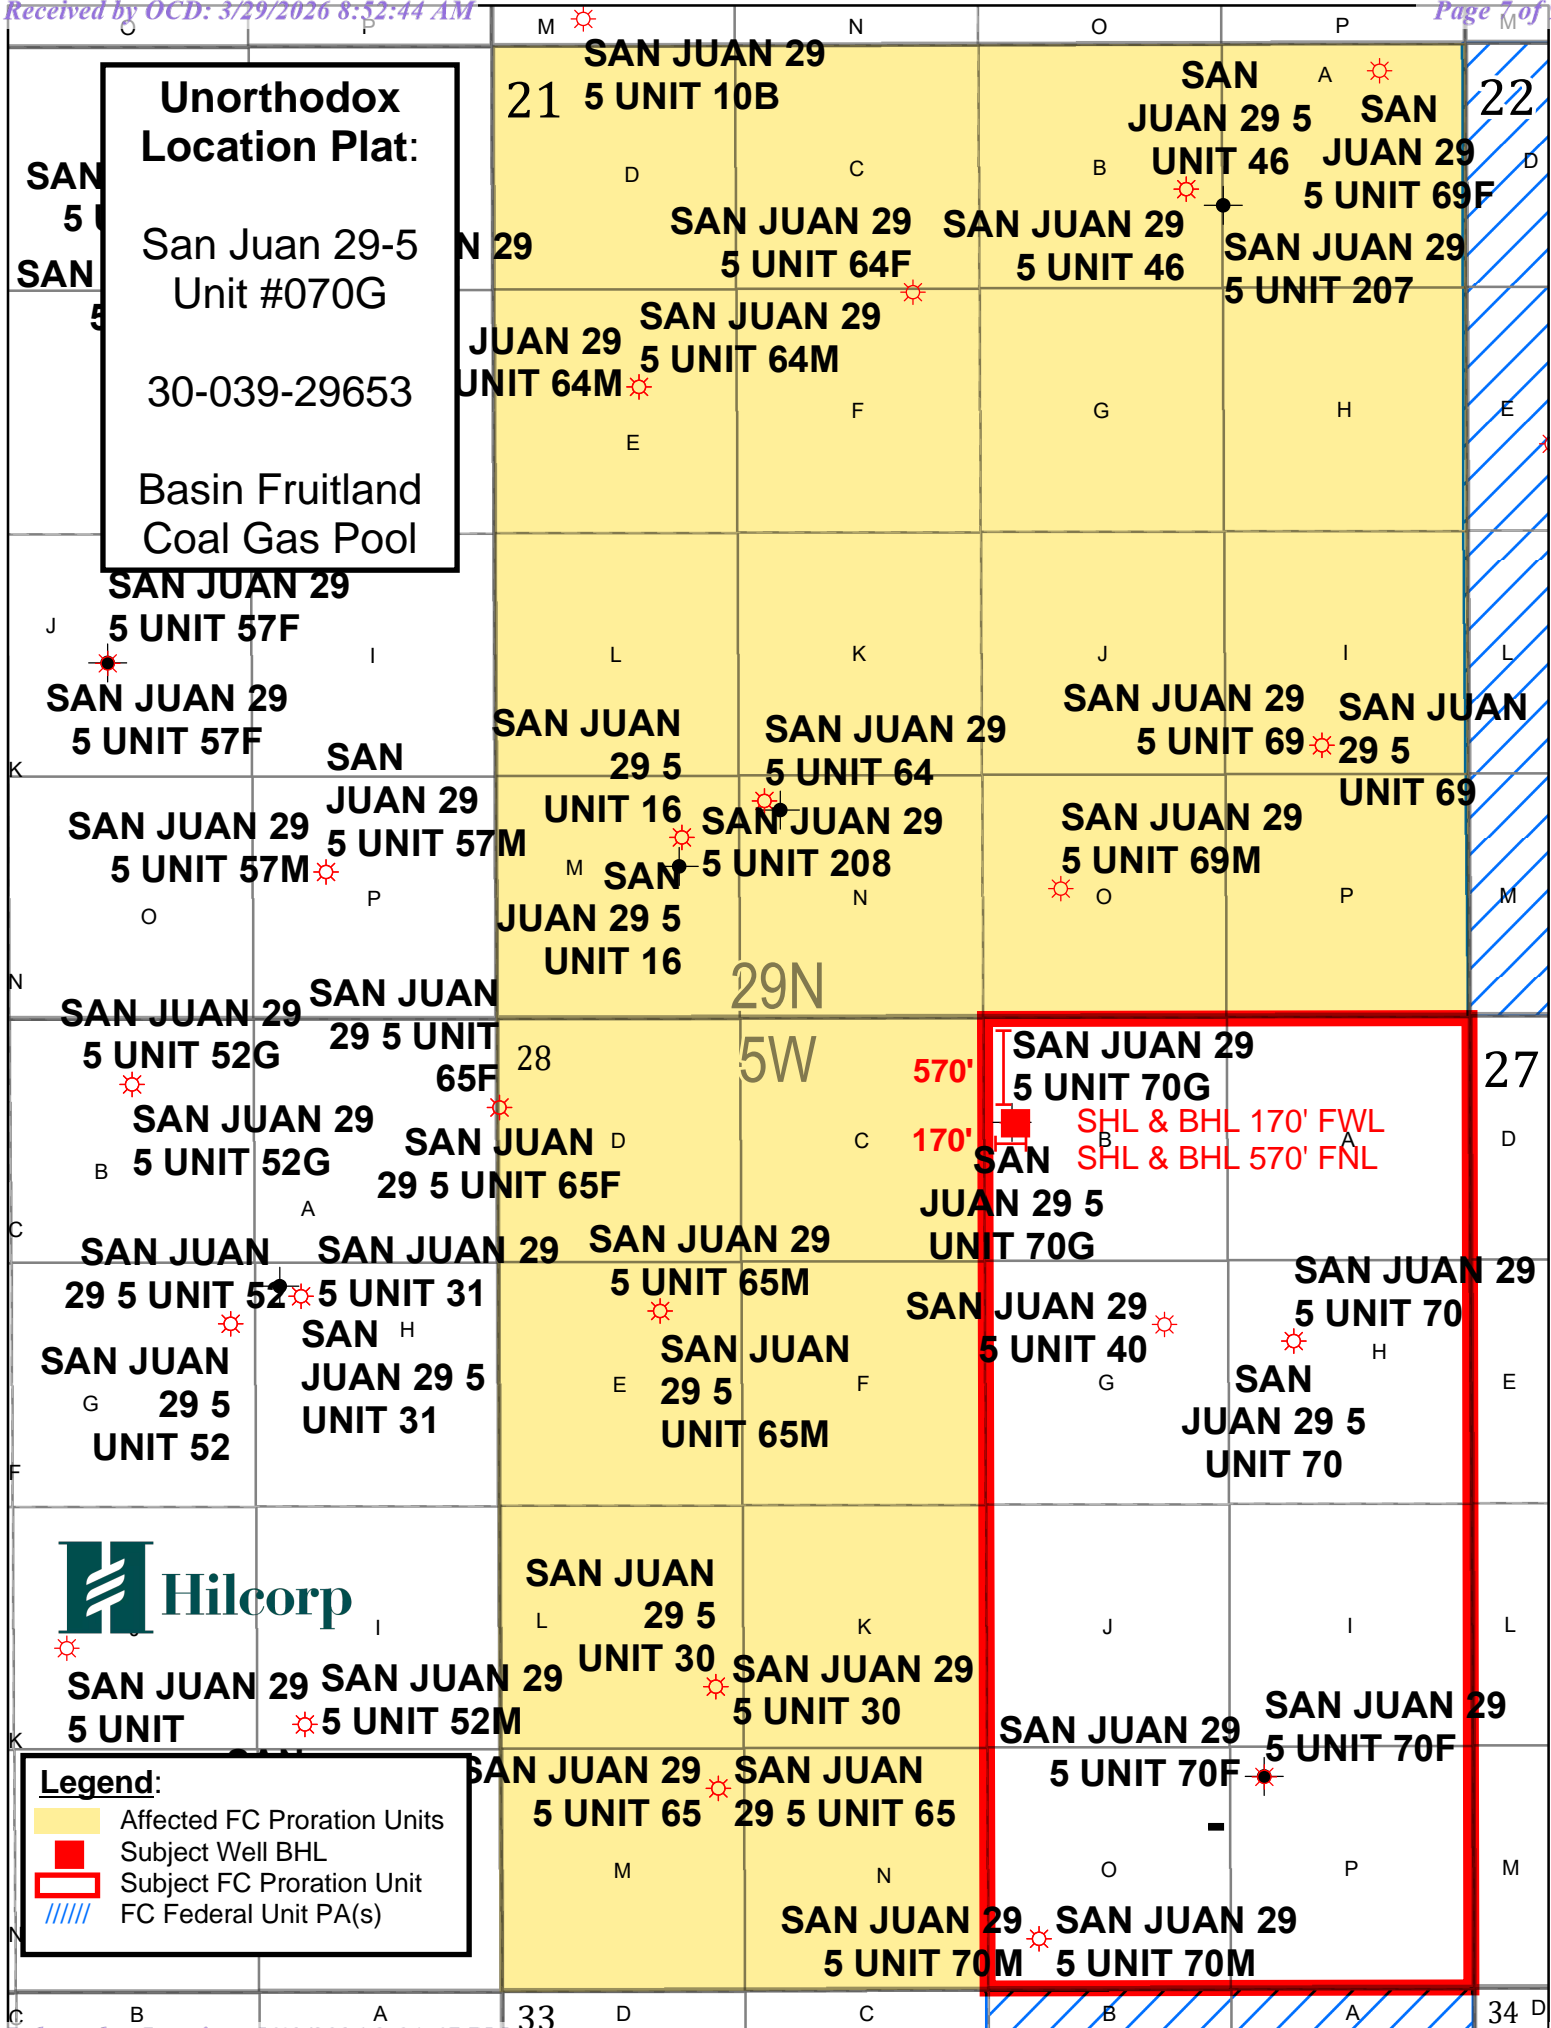 Received by OCD: 3/29/2026 8:52:44 AM
Page 7 of
O
P
M
N
O
P
M
Unorthodox
Location Plat:
San Juan 29-5
Unit #070G
30-039-29653
Basin Fruitland
Coal Gas Pool
21
SAN JUAN 29
5 UNIT 10B
SAN
JUAN 29 5
UNIT 46
A
SAN
JUAN 29
5 UNIT 69F
22
D
C
B
D
SAN
5
SAN
5
N 29
SAN JUAN 29
5 UNIT 64F
SAN JUAN 29
5 UNIT 46
SAN JUAN 29
5 UNIT 207
JUAN 29
UNIT 64M
SAN JUAN 29
5 UNIT 64M
E
F
G
H
E
SAN JUAN 29
5 UNIT 57F
J
I
L
K
J
I
L
SAN JUAN 29
5 UNIT 57F
SAN JUAN
29 5
UNIT 16
SAN JUAN 29
5 UNIT 64
SAN JUAN 29
5 UNIT 69
SAN JUAN
29 5
UNIT 69
K
SAN
JUAN 29
5 UNIT 57M
SAN JUAN 29
5 UNIT 57M
SAN JUAN 29
5 UNIT 208
SAN JUAN 29
5 UNIT 69M
M
SAN
JUAN 29 5
UNIT 16
O
P
N
O
P
M
N
29N
5W
SAN JUAN 29
5 UNIT 52G
SAN JUAN
29 5 UNIT
65F
28
570'
SAN JUAN 29
5 UNIT 70G
27
SAN JUAN 29
5 UNIT 52G
SAN JUAN
29 5 UNIT 65F
D
C
170'
SHL & BHL 170' FWL
SHL & BHL 570' FNL
B
A
D
B
A
C
SAN
JUAN 29 5
UNIT 70G
SAN JUAN
29 5 UNIT 52
SAN JUAN 29
5 UNIT 31
SAN JUAN 29
5 UNIT 65M
SAN JUAN 29
5 UNIT 40
SAN JUAN 29
5 UNIT 70
SAN JUAN
29 5
UNIT 52
SAN
JUAN 29 5
UNIT 31
H
G
SAN JUAN
29 5
UNIT 65M
E
F
G
H
E
SAN
JUAN 29 5
UNIT 70
F
Hilcorp
I
SAN JUAN
29 5
UNIT 30
L
K
J
I
L
SAN JUAN 29
5 UNIT
SAN JUAN 29
5 UNIT 52M
SAN JUAN 29
5 UNIT 30
SAN JUAN 29
5 UNIT 70F
SAN JUAN 29
5 UNIT 70F
K
SAN JUAN 29
5 UNIT 65
SAN JUAN
29 5 UNIT 65
Legend:
Affected FC Proration Units
Subject Well BHL
Subject FC Proration Unit
FC Federal Unit PA(s)
M
N
O
P
M
N
SAN JUAN 29
5 UNIT 70M
SAN JUAN 29
5 UNIT 70M
C
B
A
33
D
C
B
A
34
D